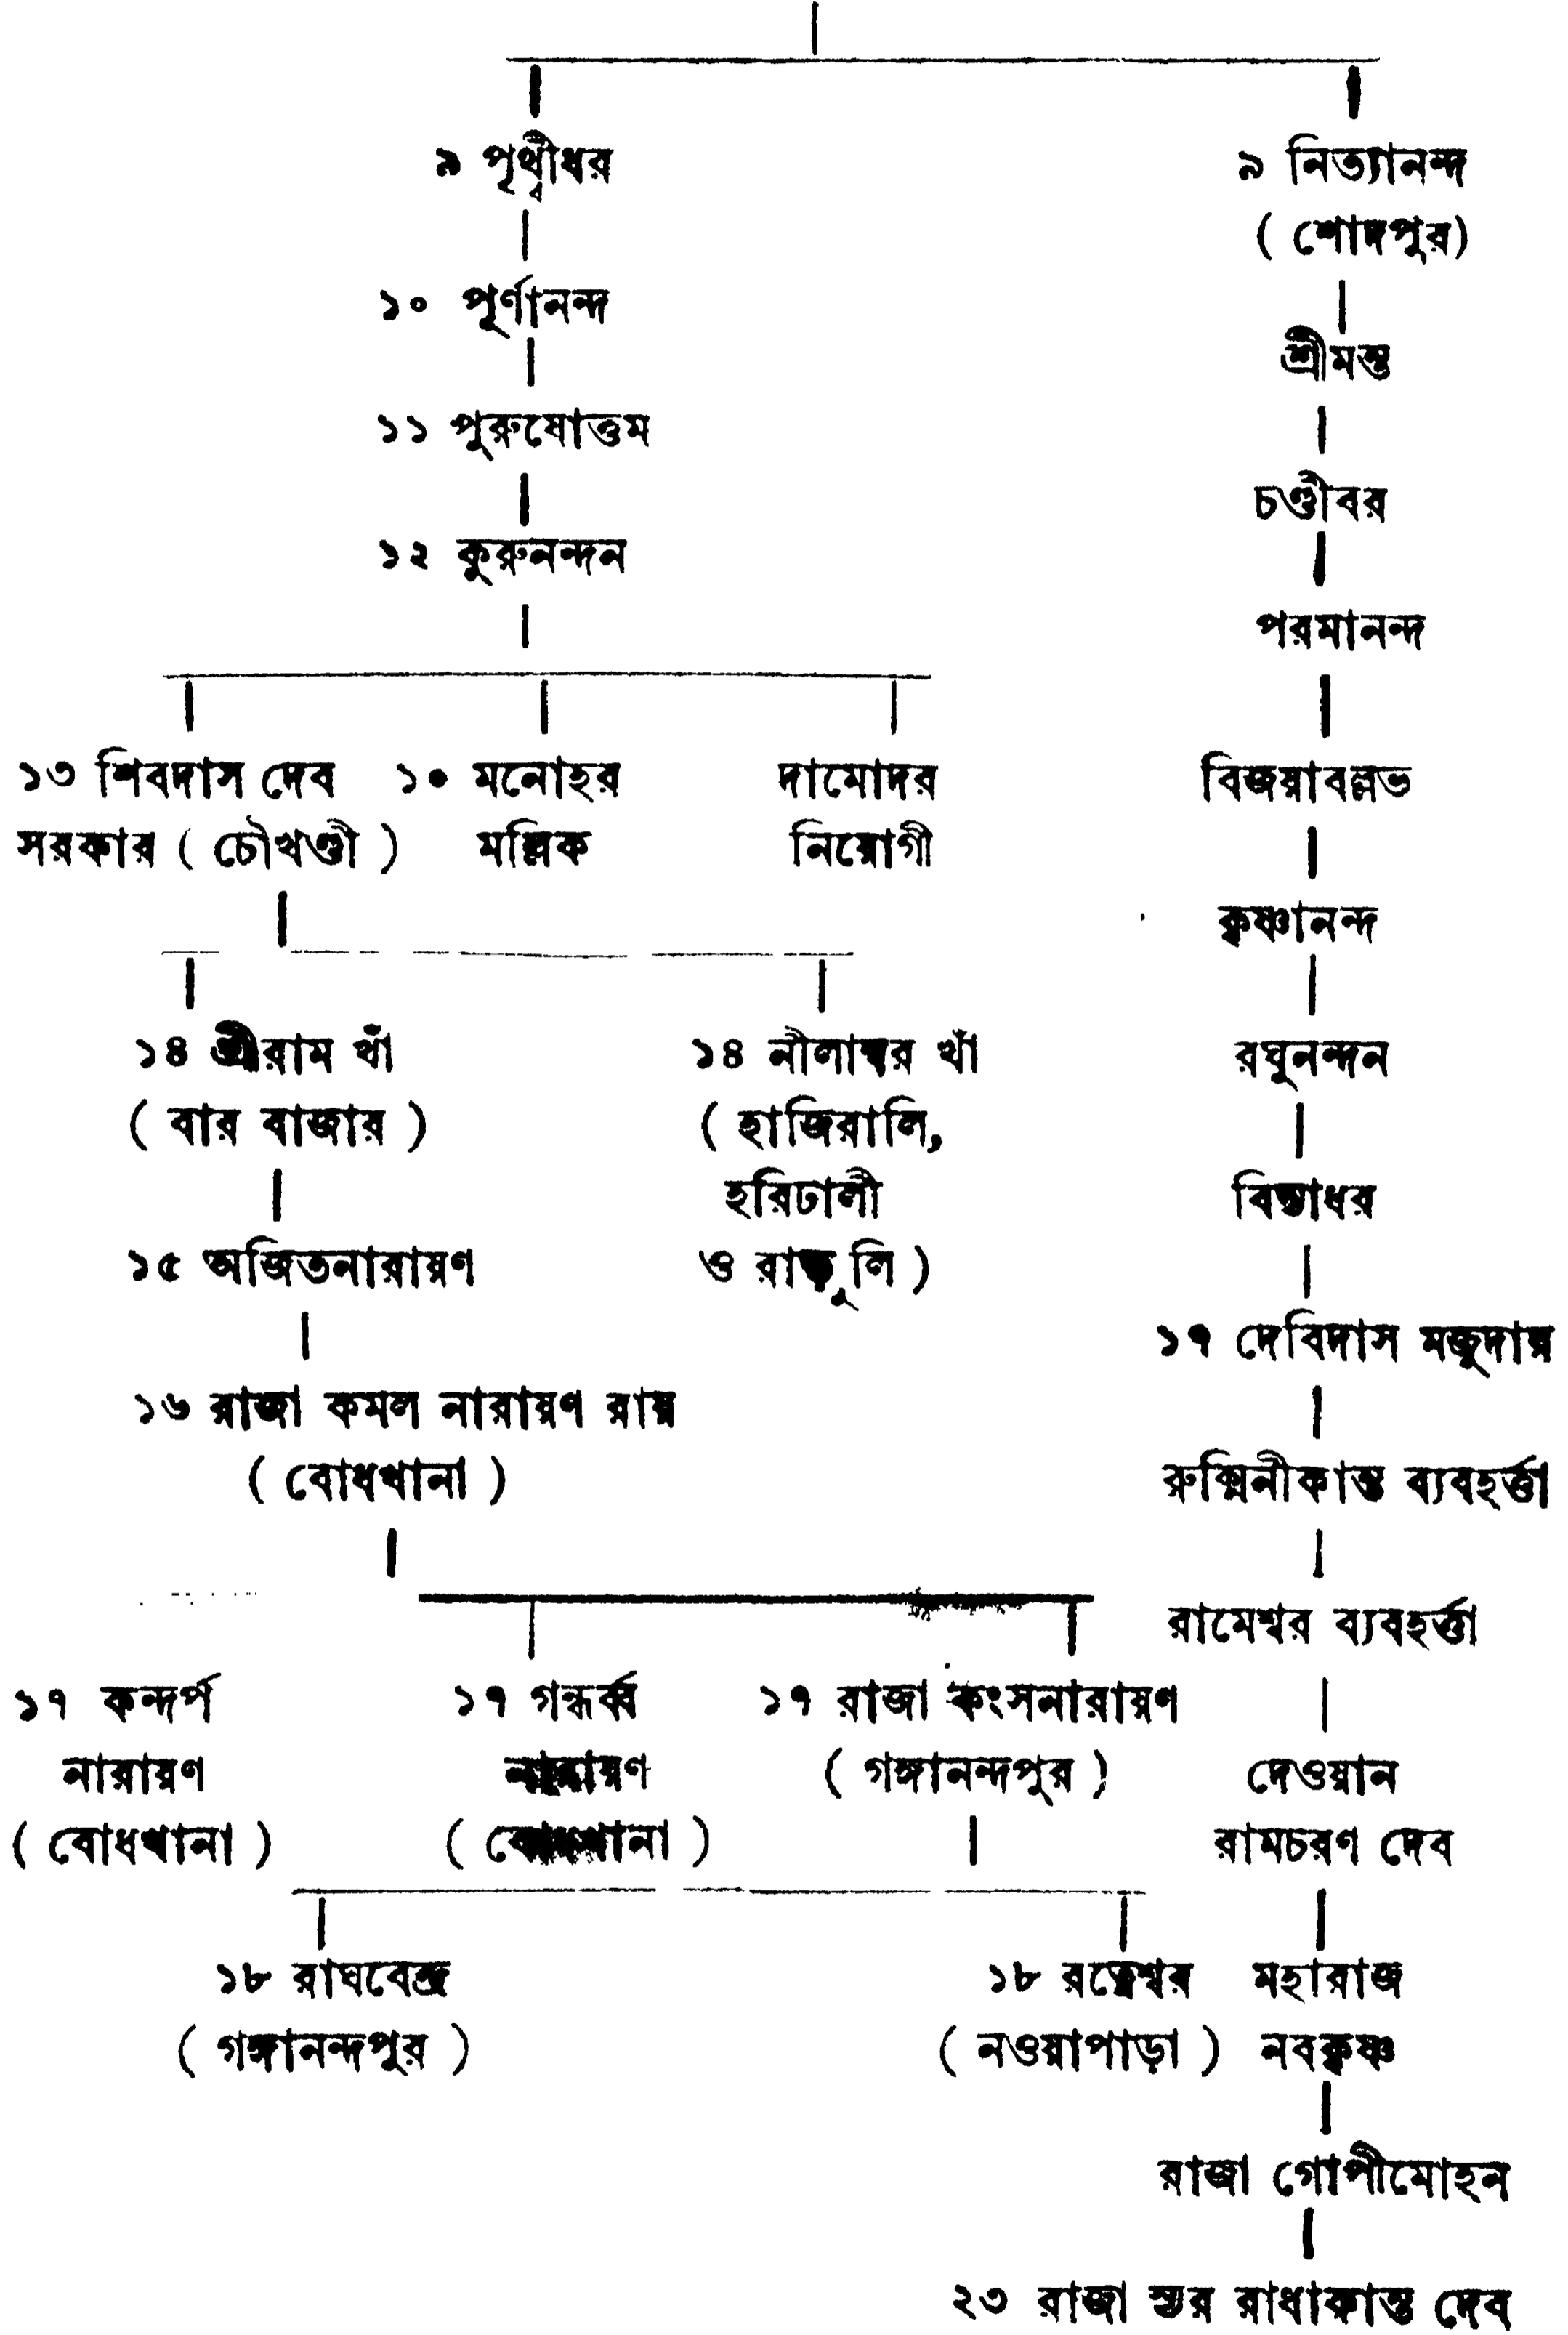 ৯ পৃথ্বীধর
৯ নিত্যানন্দ
( শোদপুর)
১০ পূর্ণানন্দ
শ্রীমন্ত
১১ পুরুষোত্তম
চণ্ডীবর
১২ কুরুনন্দন
পরমানন্দ
১৩ শিবদাস দেব ১০ মনোহর দামোদর বিজয়াবল্লভ
সরকার ( চৌখণ্ডী ) মল্লিক নিয়োগী
কৃষ্ণানন্দ
১৪ শ্রীরাম খাঁ ১৪ নীলাম্বর খাঁ রঘুনন্দন
( বার বাজার ) ( হাজিরালি,
হরিঢালী বিদ্যাধর
১৫ অজিতনারায়ণ ও রাড়ুলি )
১৭ দেবিদাস মজুদার
১৬ রাজা কমল নারায়ণ রায়
( বোধখানা ) রুক্মিনীকান্ত ব্যবহর্ত্তা
রামেশ্বর ব্যবহর্ত্তা
১৭ কন্দর্প ১৭ গন্ধর্ব্ব ১৭ রাজা কংসনারায়ণ
নারায়ণ নারায়ণ ( গঙ্গানন্দপুর ) দেওয়ান
( বোধখানা ) ( বোধখানা ) রামচরণ দেব
১৮ রাঘবেন্দ্র ১৮ রত্নেশ্বর মহারাজ
( গঙ্গানন্দপুর ) ( নওয়াপাড়া ) নবকৃষ্ণ
রাজা গোপীমোহন
২৩ রাজা স্যর রাধাকান্ত দেব